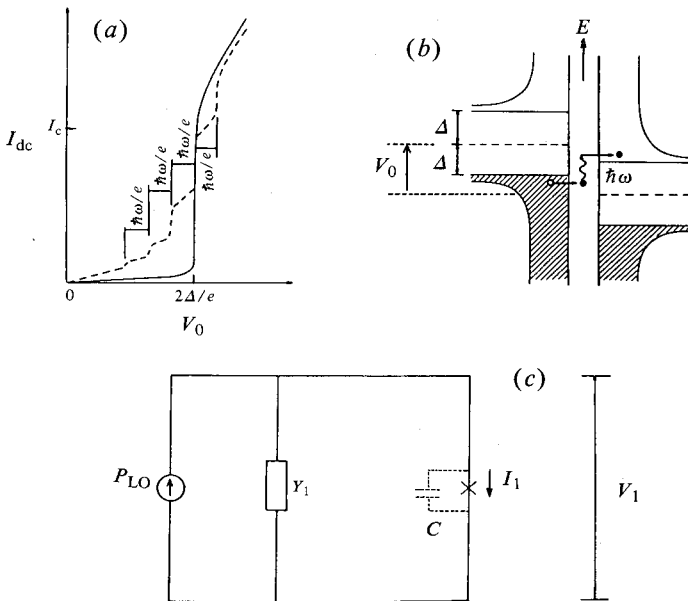 (a)
I_dc
I_c
ħω/e
ħω/e
ħω/e
ħω/e
0
2Δ/e
V_0
(b)
E
Δ
Δ
V_0
ħω
(c)
P_LO
Y_1
C
I_1
V_1